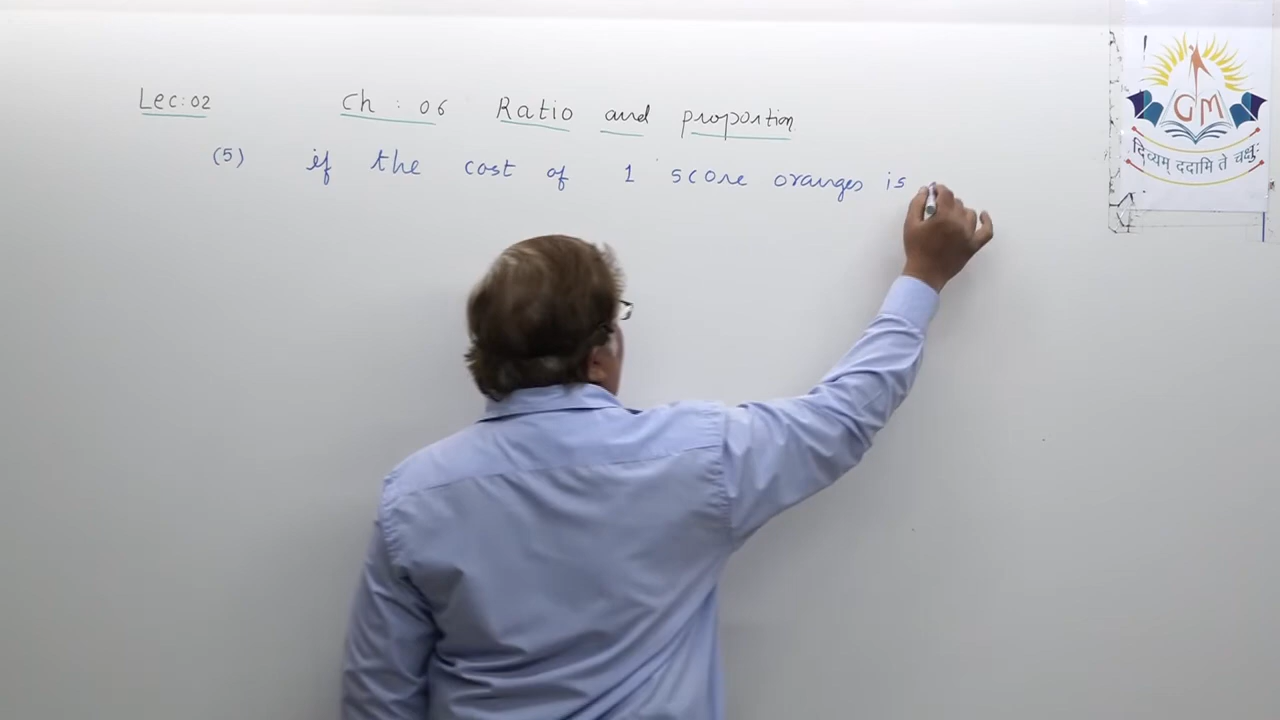 Lec:02 Ch : 06 Ratio and proportion
(5) if the cost of 1 score oranges is
GM
दिव्यम् ददामि ते चक्षुः